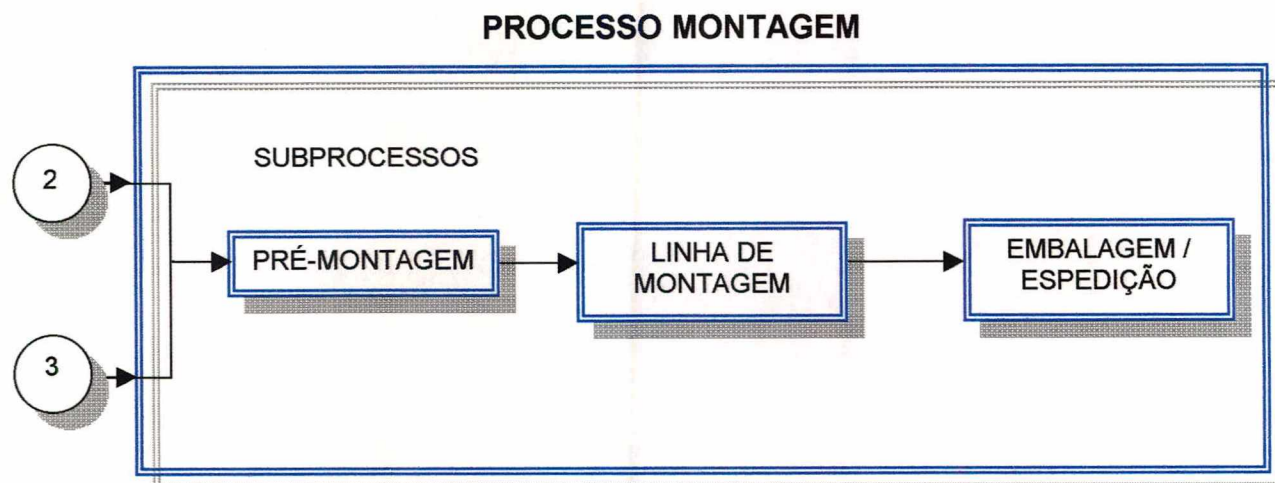 PROCESSO MONTAGEM
SUBPROCESSOS
2
PRÉ-MONTAGEM
LINHA DE
MONTAGEM
EMBALAGEM /
ESPEDIÇÃO
3